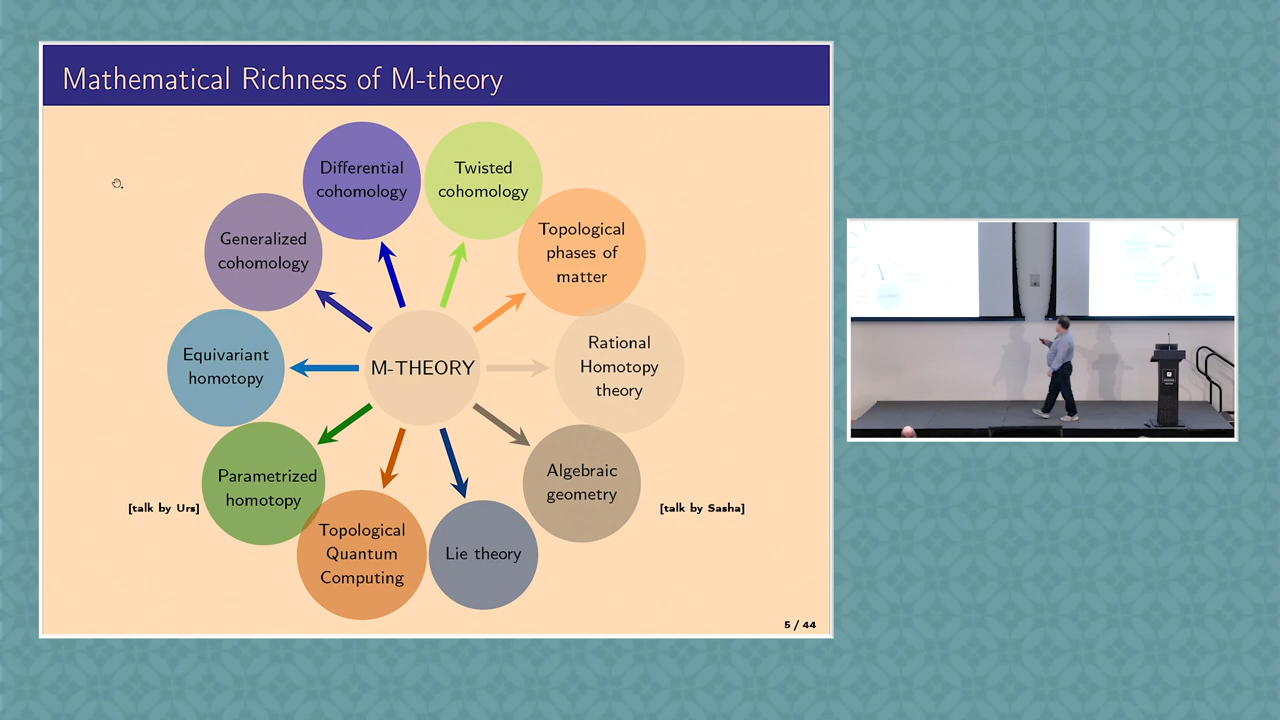 Mathematical Richness of M-theory
Differential
cohomology
Twisted
cohomology
Topological
phases of
matter
Generalized
cohomology
Rational
Homotopy
theory
Equivariant
homotopy
M-THEORY
Algebraic
geometry
Parametrized
homotopy
[talk by Urs]
[talk by Sasha]
Topological
Quantum
Computing
Lie theory
5 / 44